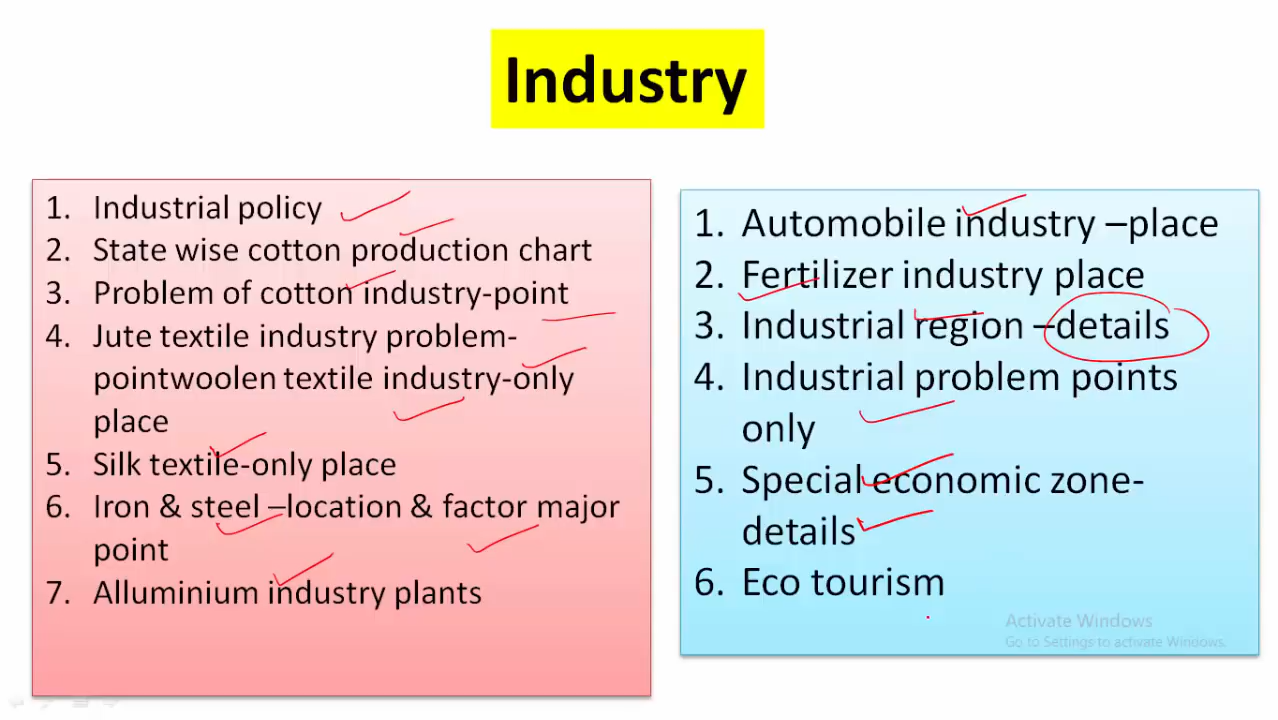 Industry
1. Industrial policy
2. State wise cotton production chart
3. Problem of cotton industry-point
4. Jute textile industry problem-
pointwoolen textile industry-only
place
5. Silk textile-only place
6. Iron & steel –location & factor major
point
7. Alluminium industry plants
1. Automobile industry –place
2. Fertilizer industry place
3. Industrial region –details
4. Industrial problem points
only
5. Special economic zone-
details
6. Eco tourism
Activate Windows
Go to Settings to activate Windows.